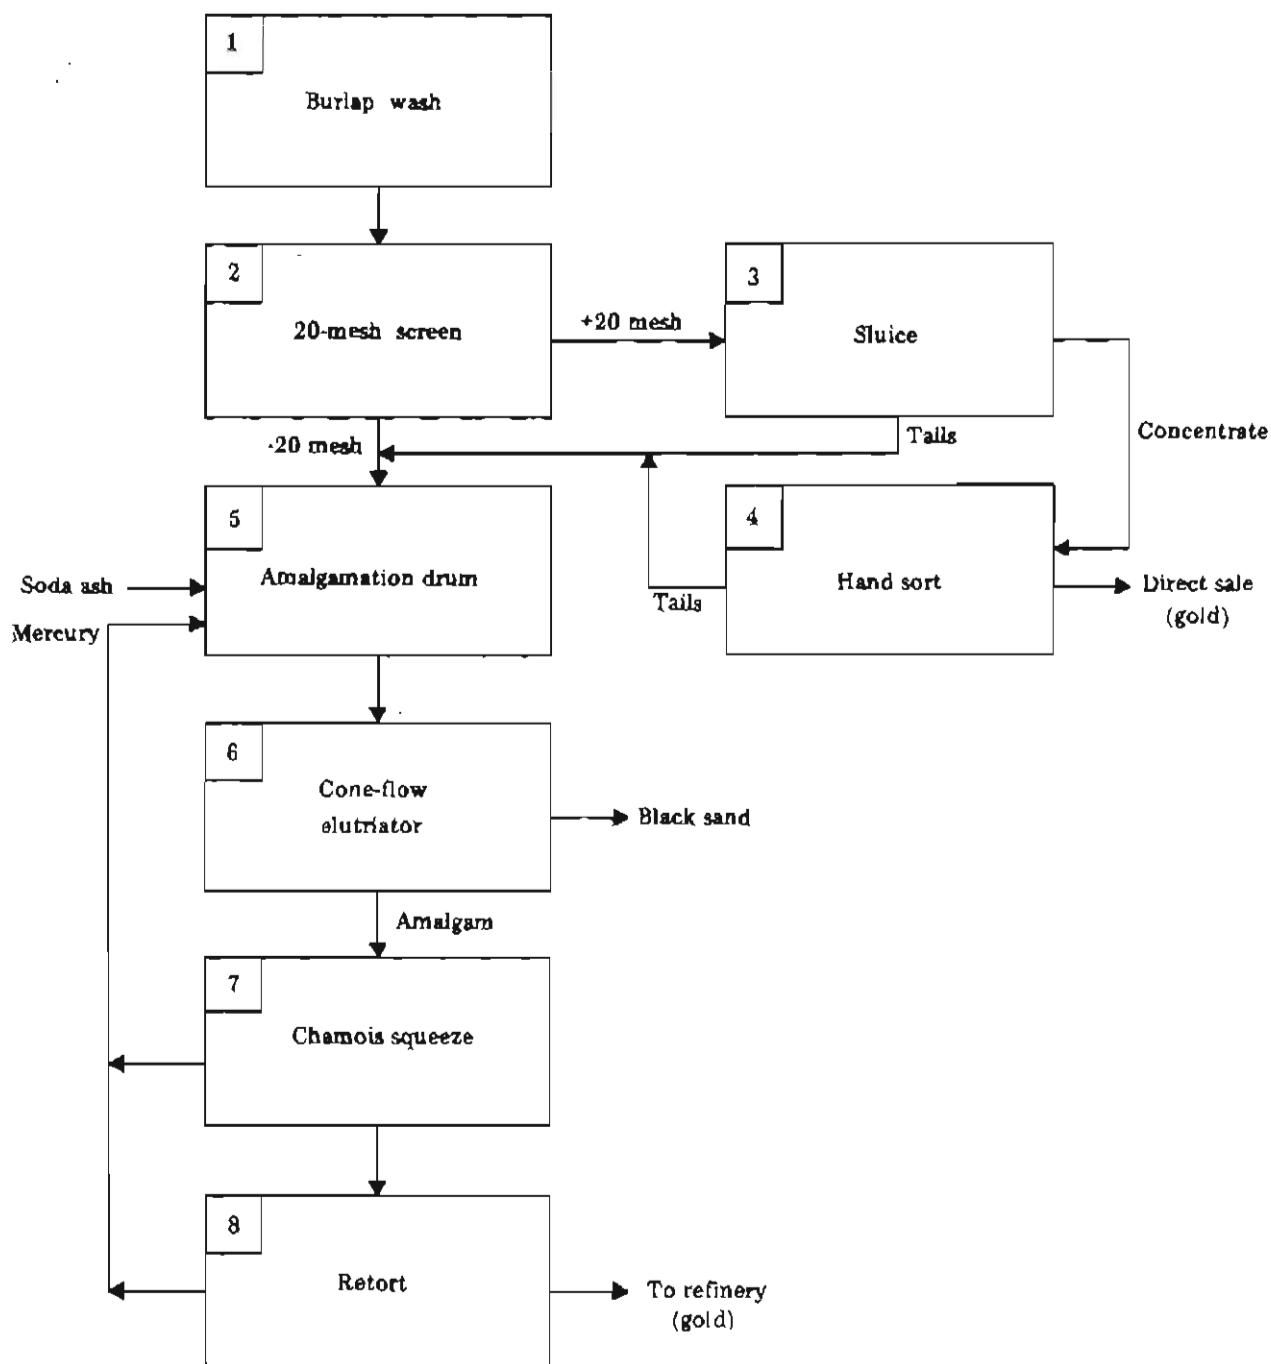 1
Burlap wash
2
20-mesh screen
+20 mesh
3
Sluice
Tails
Concentrate
-20 mesh
4
Hand sort
Tails
Direct sale
(gold)
5
Amalgamation drum
Soda ash
Mercury
6
Cone-flow
elutriator
Black sand
Amalgam
7
Chamois squeeze
8
Retort
To refinery
(gold)